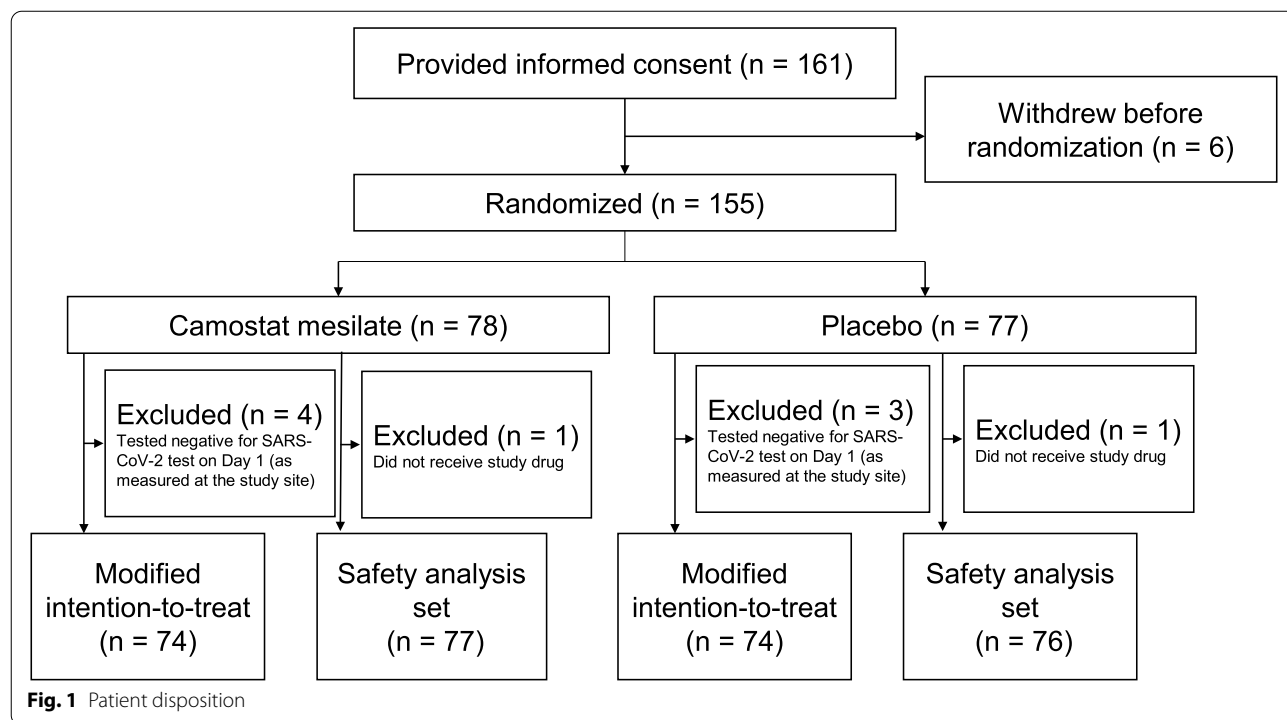 Provided informed consent (n = 161)
Withdrew before
randomization (n = 6)
Randomized (n = 155)
Camostat mesilate (n = 78)
Placebo (n = 77)
Excluded (n = 4)
Tested negative for SARS-
CoV-2 test on Day 1 (as
measured at the study site)
Excluded (n = 1)
Did not receive study drug
Excluded (n = 3)
Tested negative for SARS-
CoV-2 test on Day 1 (as
measured at the study site)
Excluded (n = 1)
Did not receive study drug
Modified
intention-to-treat
(n = 74)
Safety analysis
set
(n = 77)
Modified
intention-to-treat
(n = 74)
Safety analysis
set
(n = 76)
Fig. 1 Patient disposition